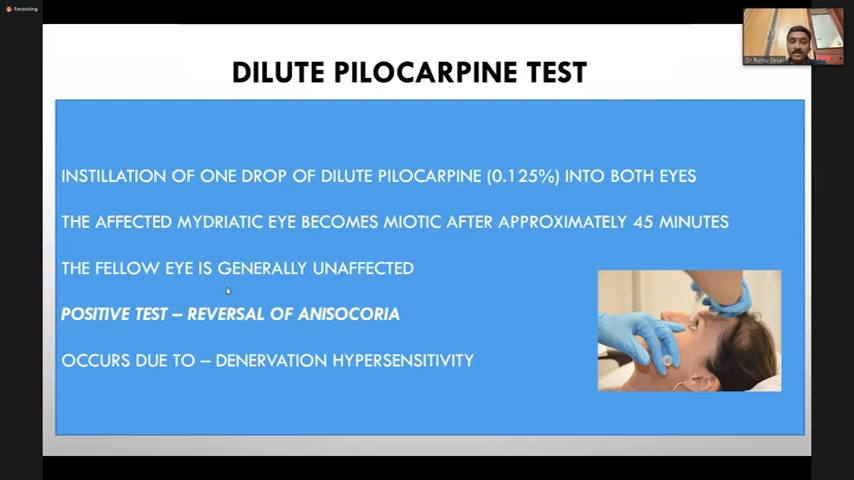 Recording
DILUTE PILOCARPINE TEST
INSTILLATION OF ONE DROP OF DILUTE PILOCARPINE (0.125%) INTO BOTH EYES
THE AFFECTED MYDRIATIC EYE BECOMES MIOTIC AFTER APPROXIMATELY 45 MINUTES
THE FELLOW EYE IS GENERALLY UNAFFECTED
POSITIVE TEST – REVERSAL OF ANISOCORIA
OCCURS DUE TO – DENERVATION HYPERSENSITIVITY